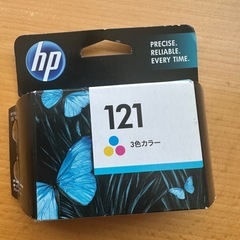 hp
PRECISE.
RELIABLE.
EVERY TIME.
121
3色カラー